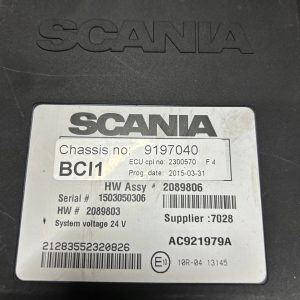 SCANIA
SCANIA
Chassis no: 9197040
ECU cpl no: 2300570 F 4
BCI1 Prog. date: 2015-03-31
HW Assy # 2089806
Serial # 1503050306
HW # 2089803 Supplier :7028
System voltage 24 V
21283552320826 AC921979A
E 10R-04 13145